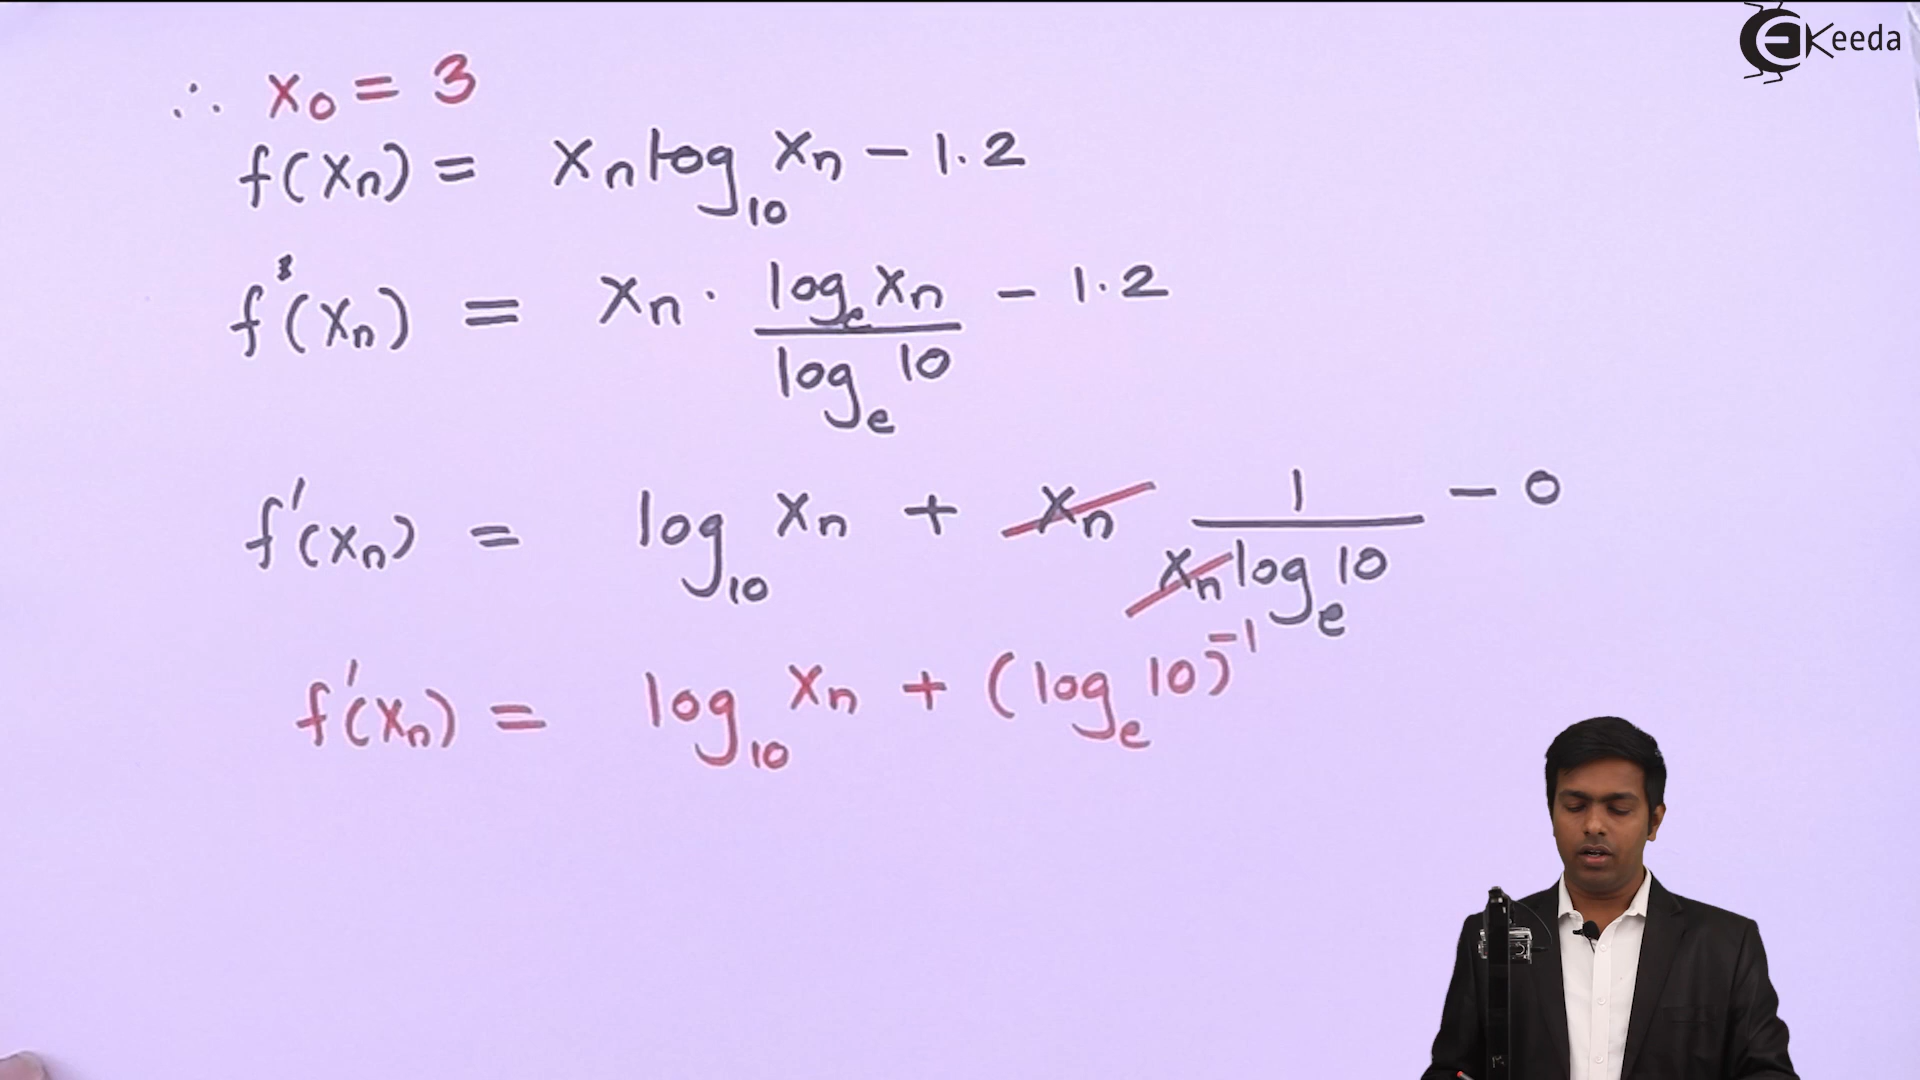 EKeeda
∴ x₀ = 3
f(xₙ) = xₙ log₁₀ xₙ − 1.2
f(xₙ) = xₙ · logₑ xₙ / logₑ 10 − 1.2
f'(xₙ) = log₁₀ xₙ + xₙ 1 / xₙ logₑ 10 − 0
f'(xₙ) = log₁₀ xₙ + (logₑ 10)⁻¹